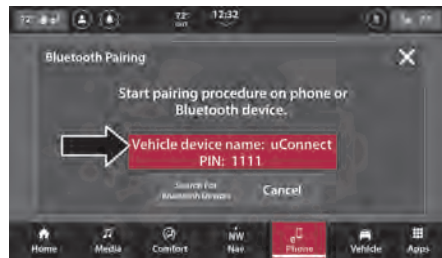 72° 12:32
OUT
Bluetooth Pairing
Start pairing procedure on phone or
Bluetooth device.
Vehicle device name: uConnect
PIN: 1111
Search For
Bluetooth Devices
Cancel
Home Media Comfort Nav Phone Vehicle Apps
NW